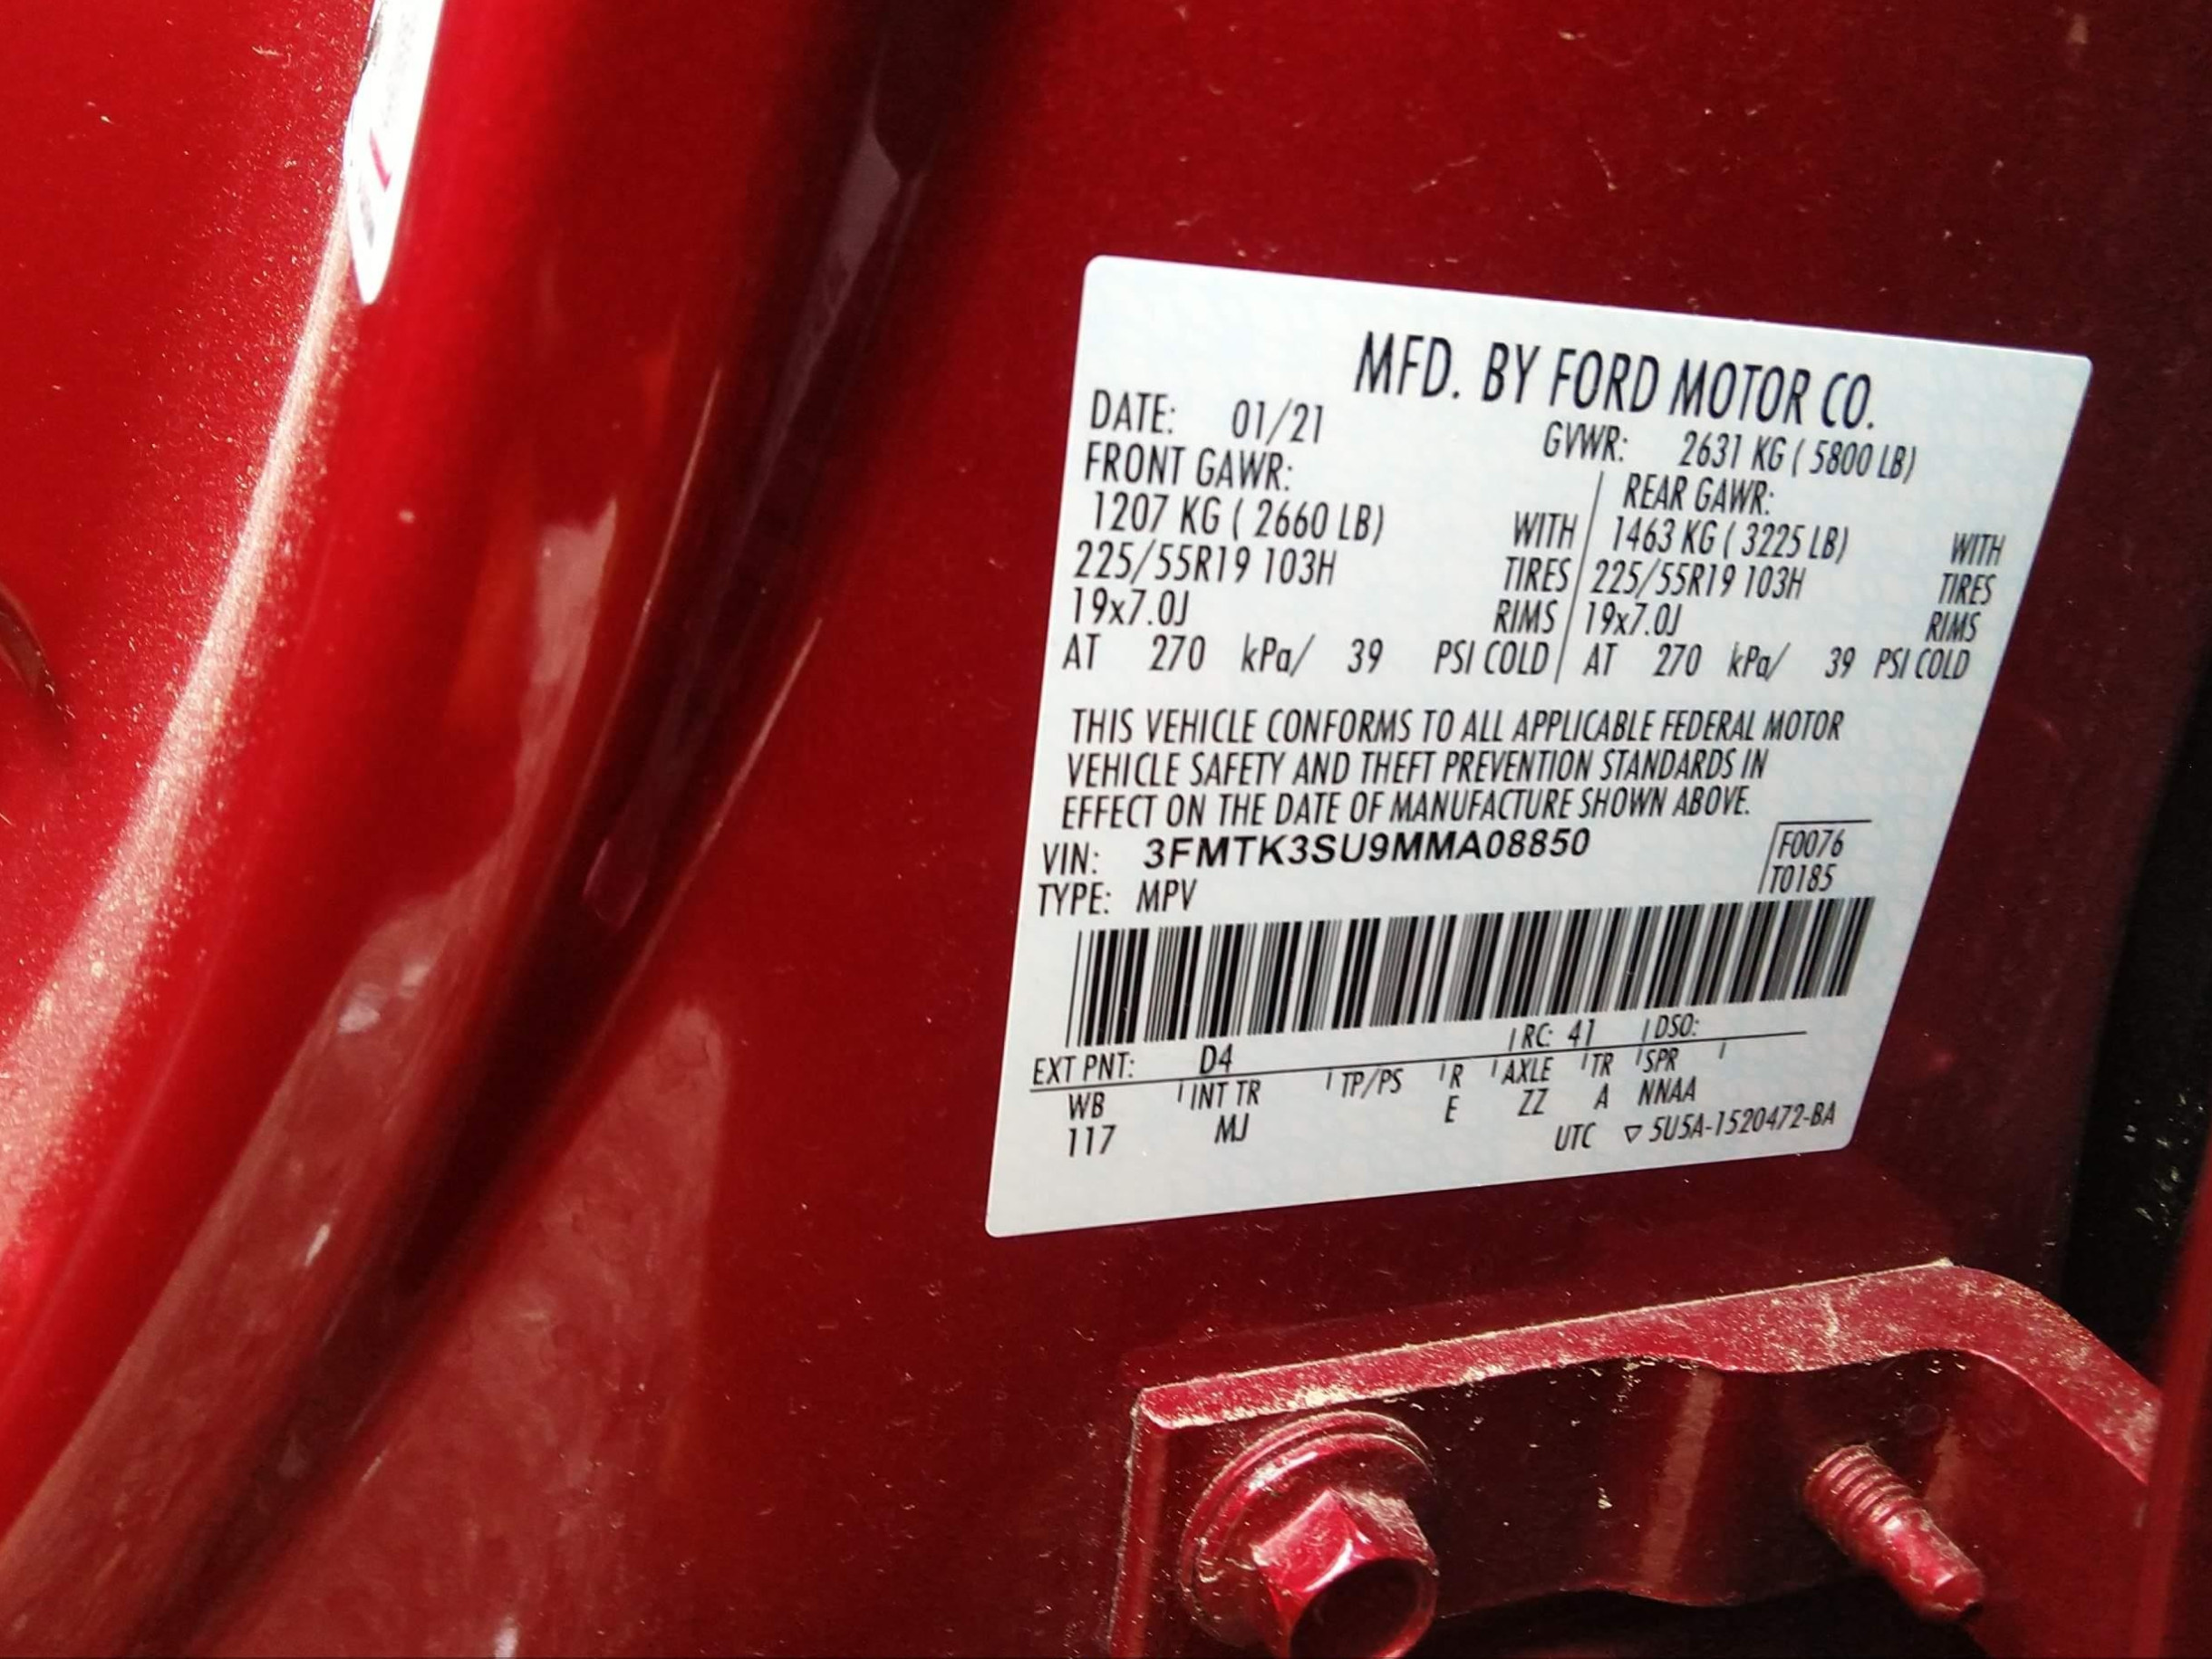 MFD. BY FORD MOTOR CO.
DATE: 01/21 GVWR: 2631 KG ( 5800 LB)
FRONT GAWR: REAR GAWR:
1207 KG ( 2660 LB) WITH 1463 KG ( 3225 LB) WITH
225/55R19 103H TIRES 225/55R19 103H TIRES
19x7.0J RIMS 19x7.0J RIMS
AT 270 kPa/ 39 PSI COLD AT 270 kPa/ 39 PSI COLD
THIS VEHICLE CONFORMS TO ALL APPLICABLE FEDERAL MOTOR
VEHICLE SAFETY AND THEFT PREVENTION STANDARDS IN
EFFECT ON THE DATE OF MANUFACTURE SHOWN ABOVE.
VIN: 3FMTK3SU9MMA08850 F0076
TYPE: MPV T0185
EXT PNT: D4 RC: 41 DSO:
WB INT TR TP/PS R AXLE TR SPR
117 MJ E ZZ A NNAA
UTC ▽ 5U5A-1520472-BA